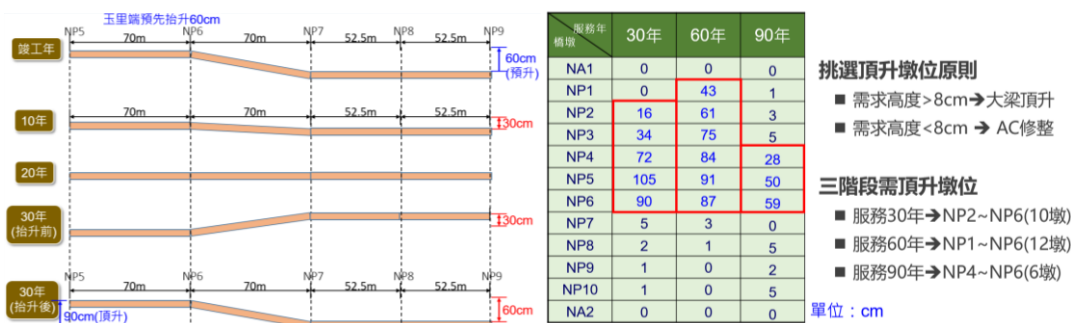 玉里端預先抬升60cm
NP5 NP6 NP7 NP8 NP9
竣工年 70m 70m 52.5m 52.5m
60cm
(預升)
10年 70m 70m 52.5m 52.5m 30cm
20年
30年
(抬升前) 30cm
NP5 NP6 NP7 NP8 NP9
30年
(抬升後) 70m 70m 52.5m 52.5m
90cm(頂升) 60cm
服務年
橋墩 30年 60年 90年
NA1 0 0 0
NP1 0 43 1
NP2 16 61 3
NP3 34 75 5
NP4 72 84 28
NP5 105 91 50
NP6 90 87 59
NP7 5 3 0
NP8 2 1 5
NP9 1 0 2
NP10 1 0 5
NA2 0 0 0
挑選頂升墩位原則
■ 需求高度>8cm➔大梁頂升
■ 需求高度<8cm ➔ AC修整
三階段需頂升墩位
■ 服務30年➔NP2~NP6(10墩)
■ 服務60年➔NP1~NP6(12墩)
■ 服務90年➔NP4~NP6(6墩)
單位：cm